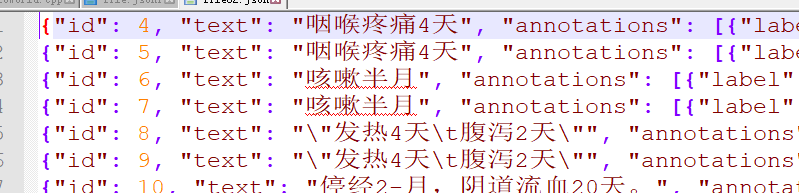 {"id": 4, "text": "咽喉疼痛4天", "annotations": [{"labe
{"id": 5, "text": "咽喉疼痛4天", "annotations": [{"labe
{"id": 6, "text": "咳嗽半月", "annotations": [{"label"
{"id": 7, "text": "咳嗽半月", "annotations": [{"label"
{"id": 8, "text": "\"发热4天\t腹泻2天\"", "annotations"
{"id": 9, "text": "\"发热4天\t腹泻2天\"", "annotations"
{"id": 10, "text": "停经2-月，阴道流血20天。", "annotat